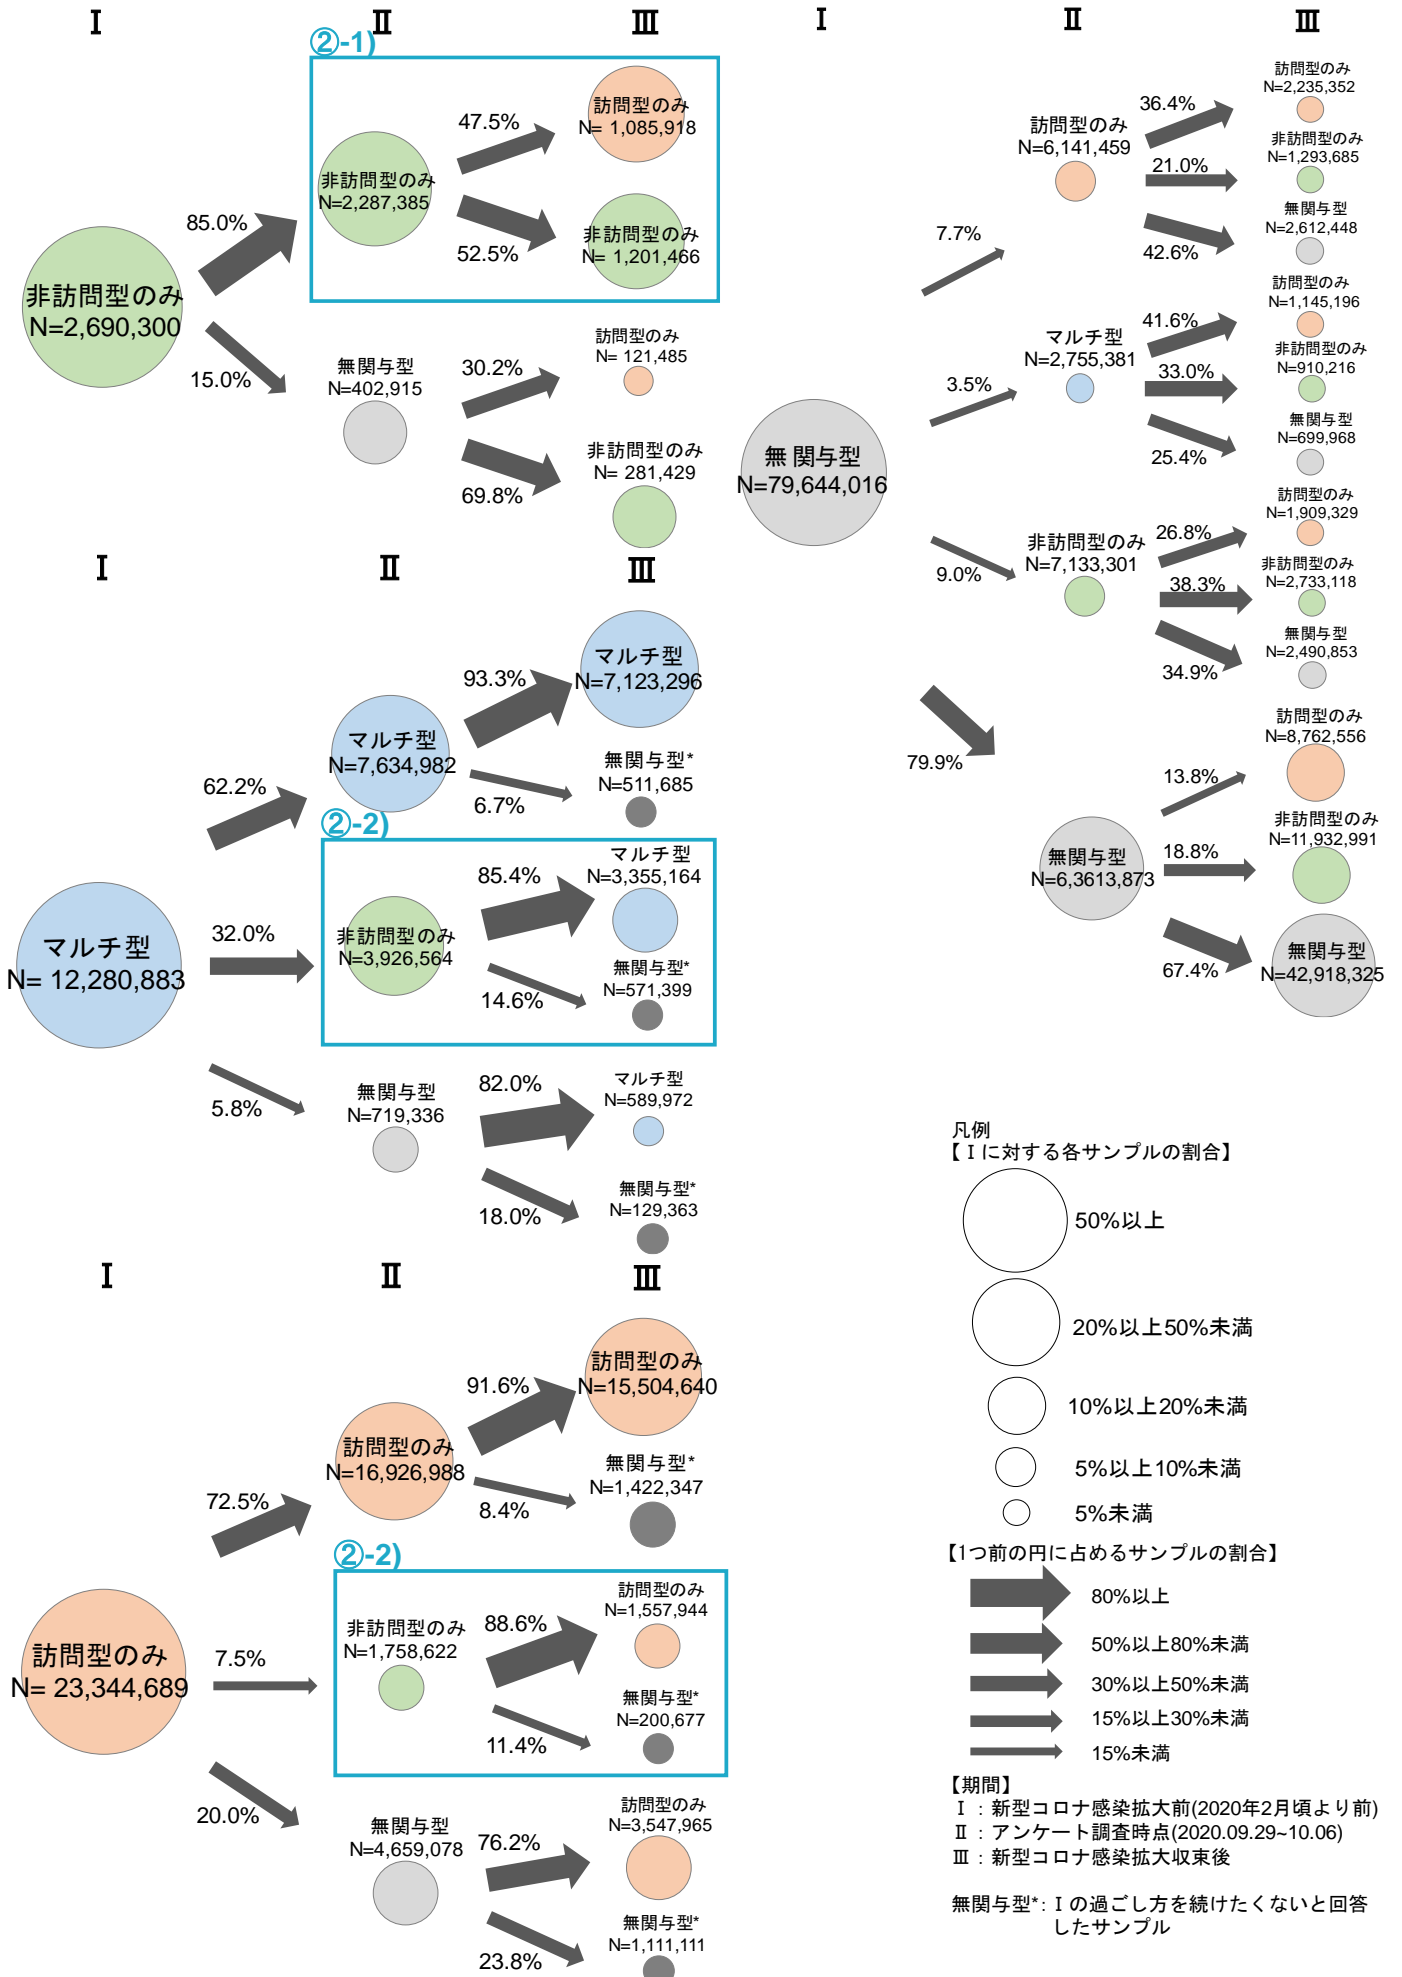 Ⅰ
Ⅱ
Ⅲ
②-1)
非訪問型のみ
N=2,690,300
85.0%
15.0%
非訪問型のみ
N=2,287,385
47.5%
52.5%
訪問型のみ
N= 1,085,918
非訪問型のみ
N= 1,201,466
無関与型
N=402,915
30.2%
69.8%
訪問型のみ
N= 121,485
非訪問型のみ
N= 281,429
Ⅰ
Ⅱ
Ⅲ
マルチ型
N= 12,280,883
62.2%
32.0%
5.8%
マルチ型
N=7,634,982
93.3%
6.7%
マルチ型
N=7,123,296
無関与型*
N=511,685
②-2)
非訪問型のみ
N=3,926,564
85.4%
14.6%
マルチ型
N=3,355,164
無関与型*
N=571,399
無関与型
N=719,336
82.0%
18.0%
マルチ型
N=589,972
無関与型*
N=129,363
Ⅰ
Ⅱ
Ⅲ
訪問型のみ
N= 23,344,689
72.5%
7.5%
20.0%
訪問型のみ
N=16,926,988
91.6%
8.4%
訪問型のみ
N=15,504,640
無関与型*
N=1,422,347
②-2)
非訪問型のみ
N=1,758,622
88.6%
11.4%
訪問型のみ
N=1,557,944
無関与型*
N=200,677
無関与型
N=4,659,078
76.2%
23.8%
訪問型のみ
N=3,547,965
無関与型*
N=1,111,111
Ⅰ
Ⅱ
Ⅲ
無関与型
N=79,644,016
7.7%
3.5%
9.0%
79.9%
訪問型のみ
N=6,141,459
36.4%
21.0%
42.6%
訪問型のみ
N=2,235,352
非訪問型のみ
N=1,293,685
無関与型
N=2,612,448
マルチ型
N=2,755,381
41.6%
33.0%
25.4%
訪問型のみ
N=1,145,196
非訪問型のみ
N=910,216
無関与型
N=699,968
非訪問型のみ
N=7,133,301
26.8%
38.3%
34.9%
訪問型のみ
N=1,909,329
非訪問型のみ
N=2,733,118
無関与型
N=2,490,853
無関与型
N=6,3613,873
13.8%
18.8%
67.4%
訪問型のみ
N=8,762,556
非訪問型のみ
N=11,932,991
無関与型
N=42,918,325
凡例
【Ⅰに対する各サンプルの割合】
50%以上
20%以上50%未満
10%以上20%未満
5%以上10%未満
5%未満
【1つ前の円に占めるサンプルの割合】
80%以上
50%以上80%未満
30%以上50%未満
15%以上30%未満
15%未満
【期間】
Ⅰ：新型コロナ感染拡大前(2020年2月頃より前)
Ⅱ：アンケート調査時点(2020.09.29~10.06)
Ⅲ：新型コロナ感染拡大収束後
無関与型*: Ⅰの過ごし方を続けたくないと回答
したサンプル